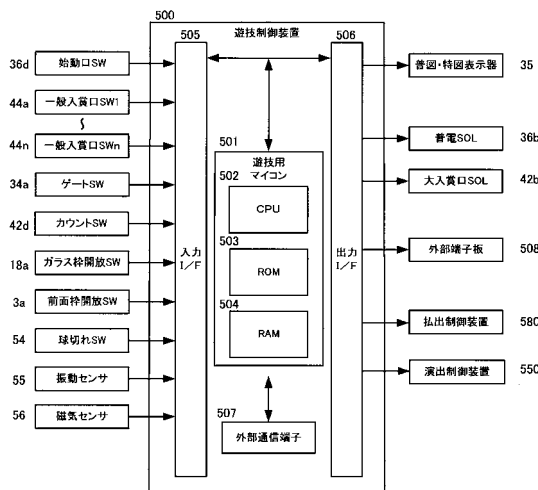 500
505
遊技制御装置
506
36d
始動口SW
普図・特図表示器
35
44a
一般入賞口SW1
501
普電SOL
36b
44n
一般入賞口SWn
遊技用
マイコン
502
大入賞口SOL
42b
34a
ゲートSW
CPU
42d
カウントSW
503
入力
I/F
出力
I/F
外部端子板
508
18a
ガラス枠開放SW
ROM
3a
前面枠開放SW
504
払出制御装置
580
54
球切れSW
RAM
演出制御装置
550
55
振動センサ
507
56
磁気センサ
外部通信端子